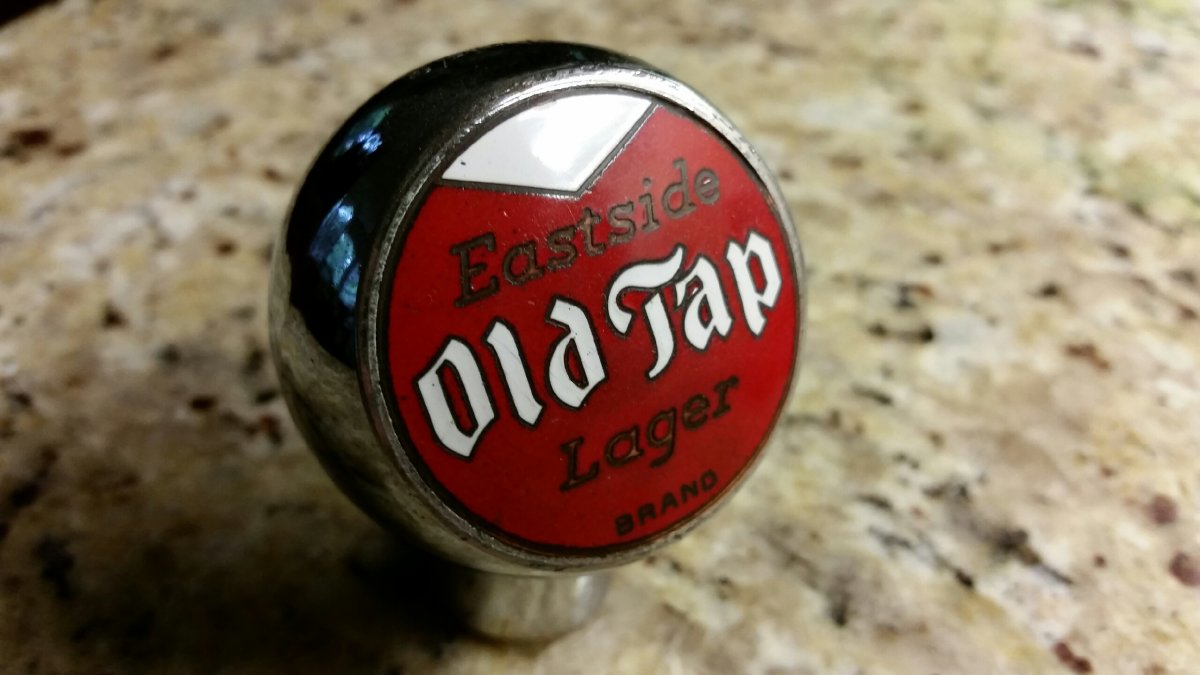 Eastside
Old Tap
Lager
BRAND